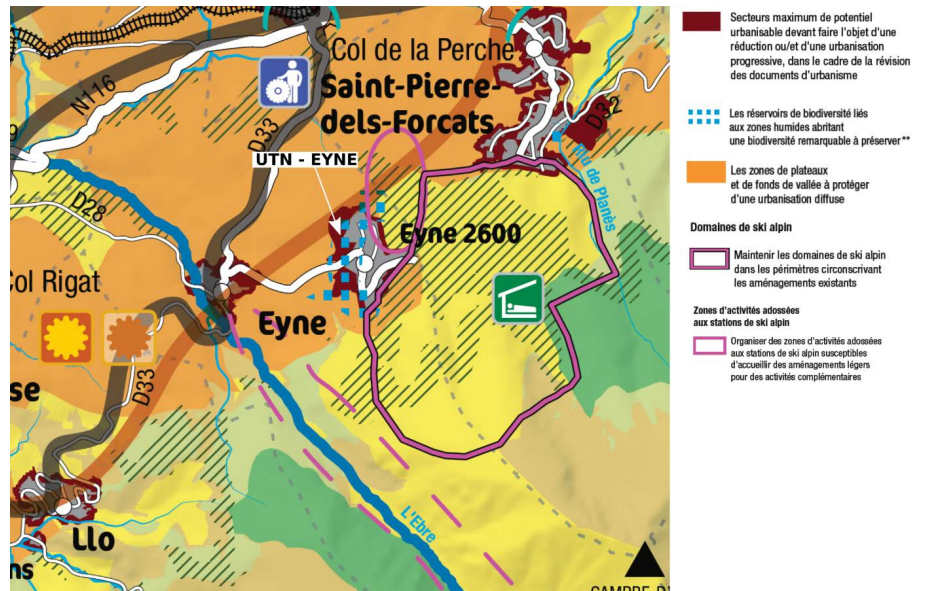 Col de la Perche
Saint-Pierre-
dels-Forcats
N116
D33
D32
UTN - EYNE
Riu de Planès
D28
9
Eyne 2600
Col Rigat
Eyne
D33
se
L'Ebre
Llo
ns
CAMBRE D'
Secteurs maximum de potentiel
urbanisable devant faire l'objet d'une
réduction ou/et d'une urbanisation
progressive, dans le cadre de la révision
des documents d'urbanisme
Les réservoirs de biodiversité liés
aux zones humides abritant
une biodiversité remarquable à préserver**
Les zones de plateaux
et de fonds de vallée à protéger
d'une urbanisation diffuse
Domaines de ski alpin
Maintenir les domaines de ski alpin
dans les périmètres circonscrivant
les aménagements existants
Zones d'activités adossées
aux stations de ski alpin
Organiser des zones d'activités adossées
aux stations de ski alpin susceptibles
d'accueillir des aménagements légers
pour des activités complémentaires